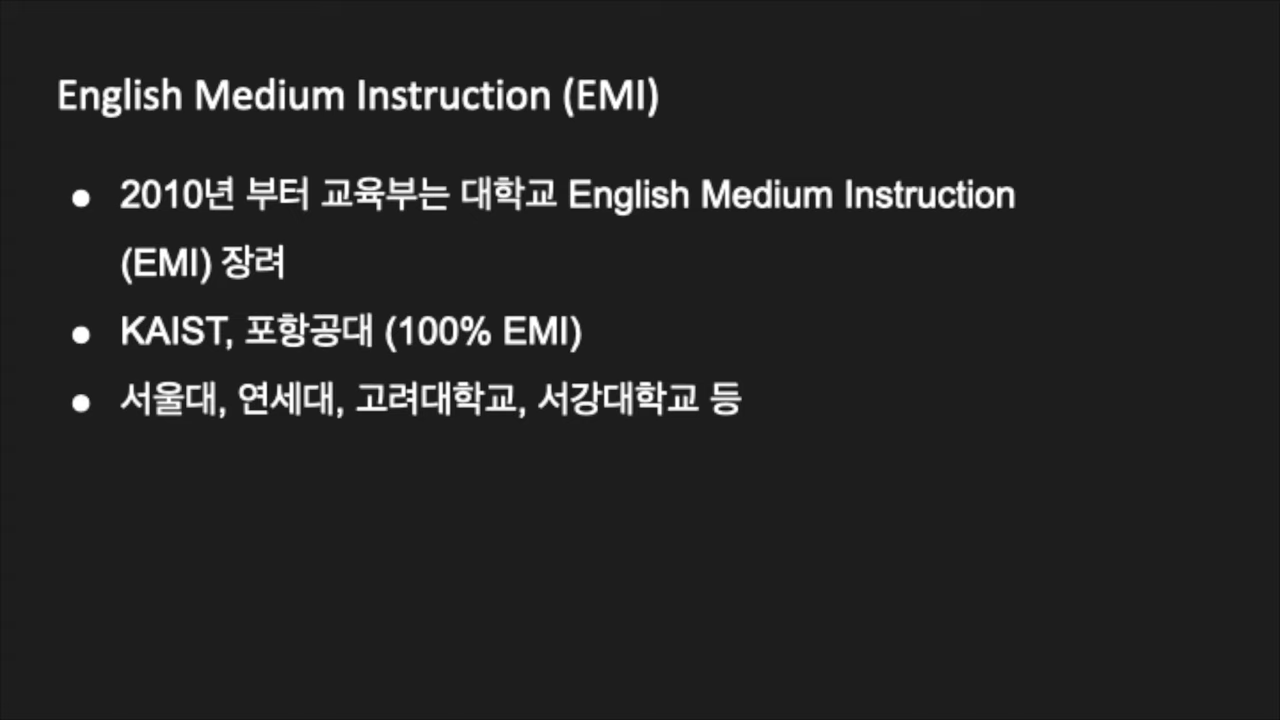 English Medium Instruction (EMI)
● 2010년 부터 교육부는 대학교 English Medium Instruction
(EMI) 장려
● KAIST, 포항공대 (100% EMI)
● 서울대, 연세대, 고려대학교, 서강대학교 등